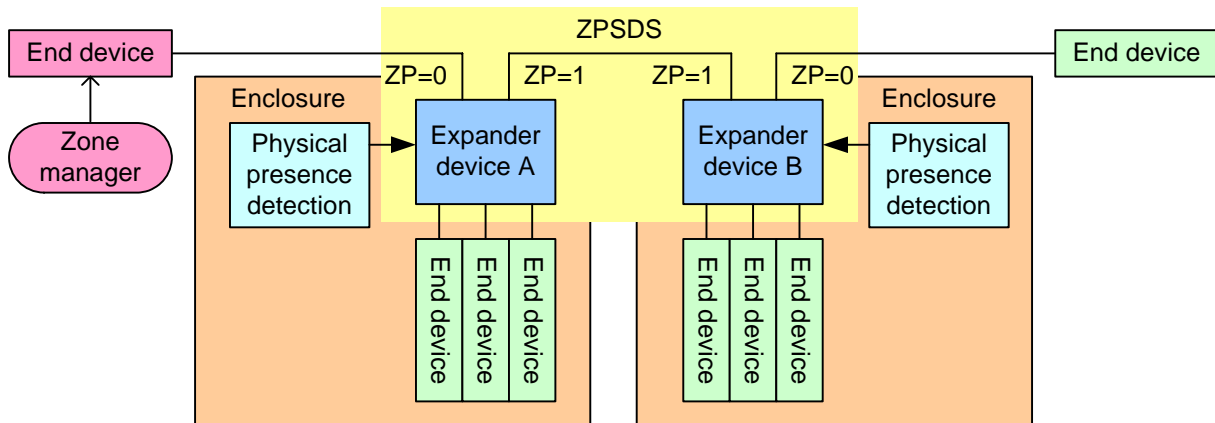 ZPSDS
End device
End device
ZP=0
ZP=1
ZP=1
ZP=0
Enclosure
Enclosure
Zone
manager
Physical
presence
detection
Expander
device A
Expander
device B
Physical
presence
detection
End device
End device
End device
End device
End device
End device